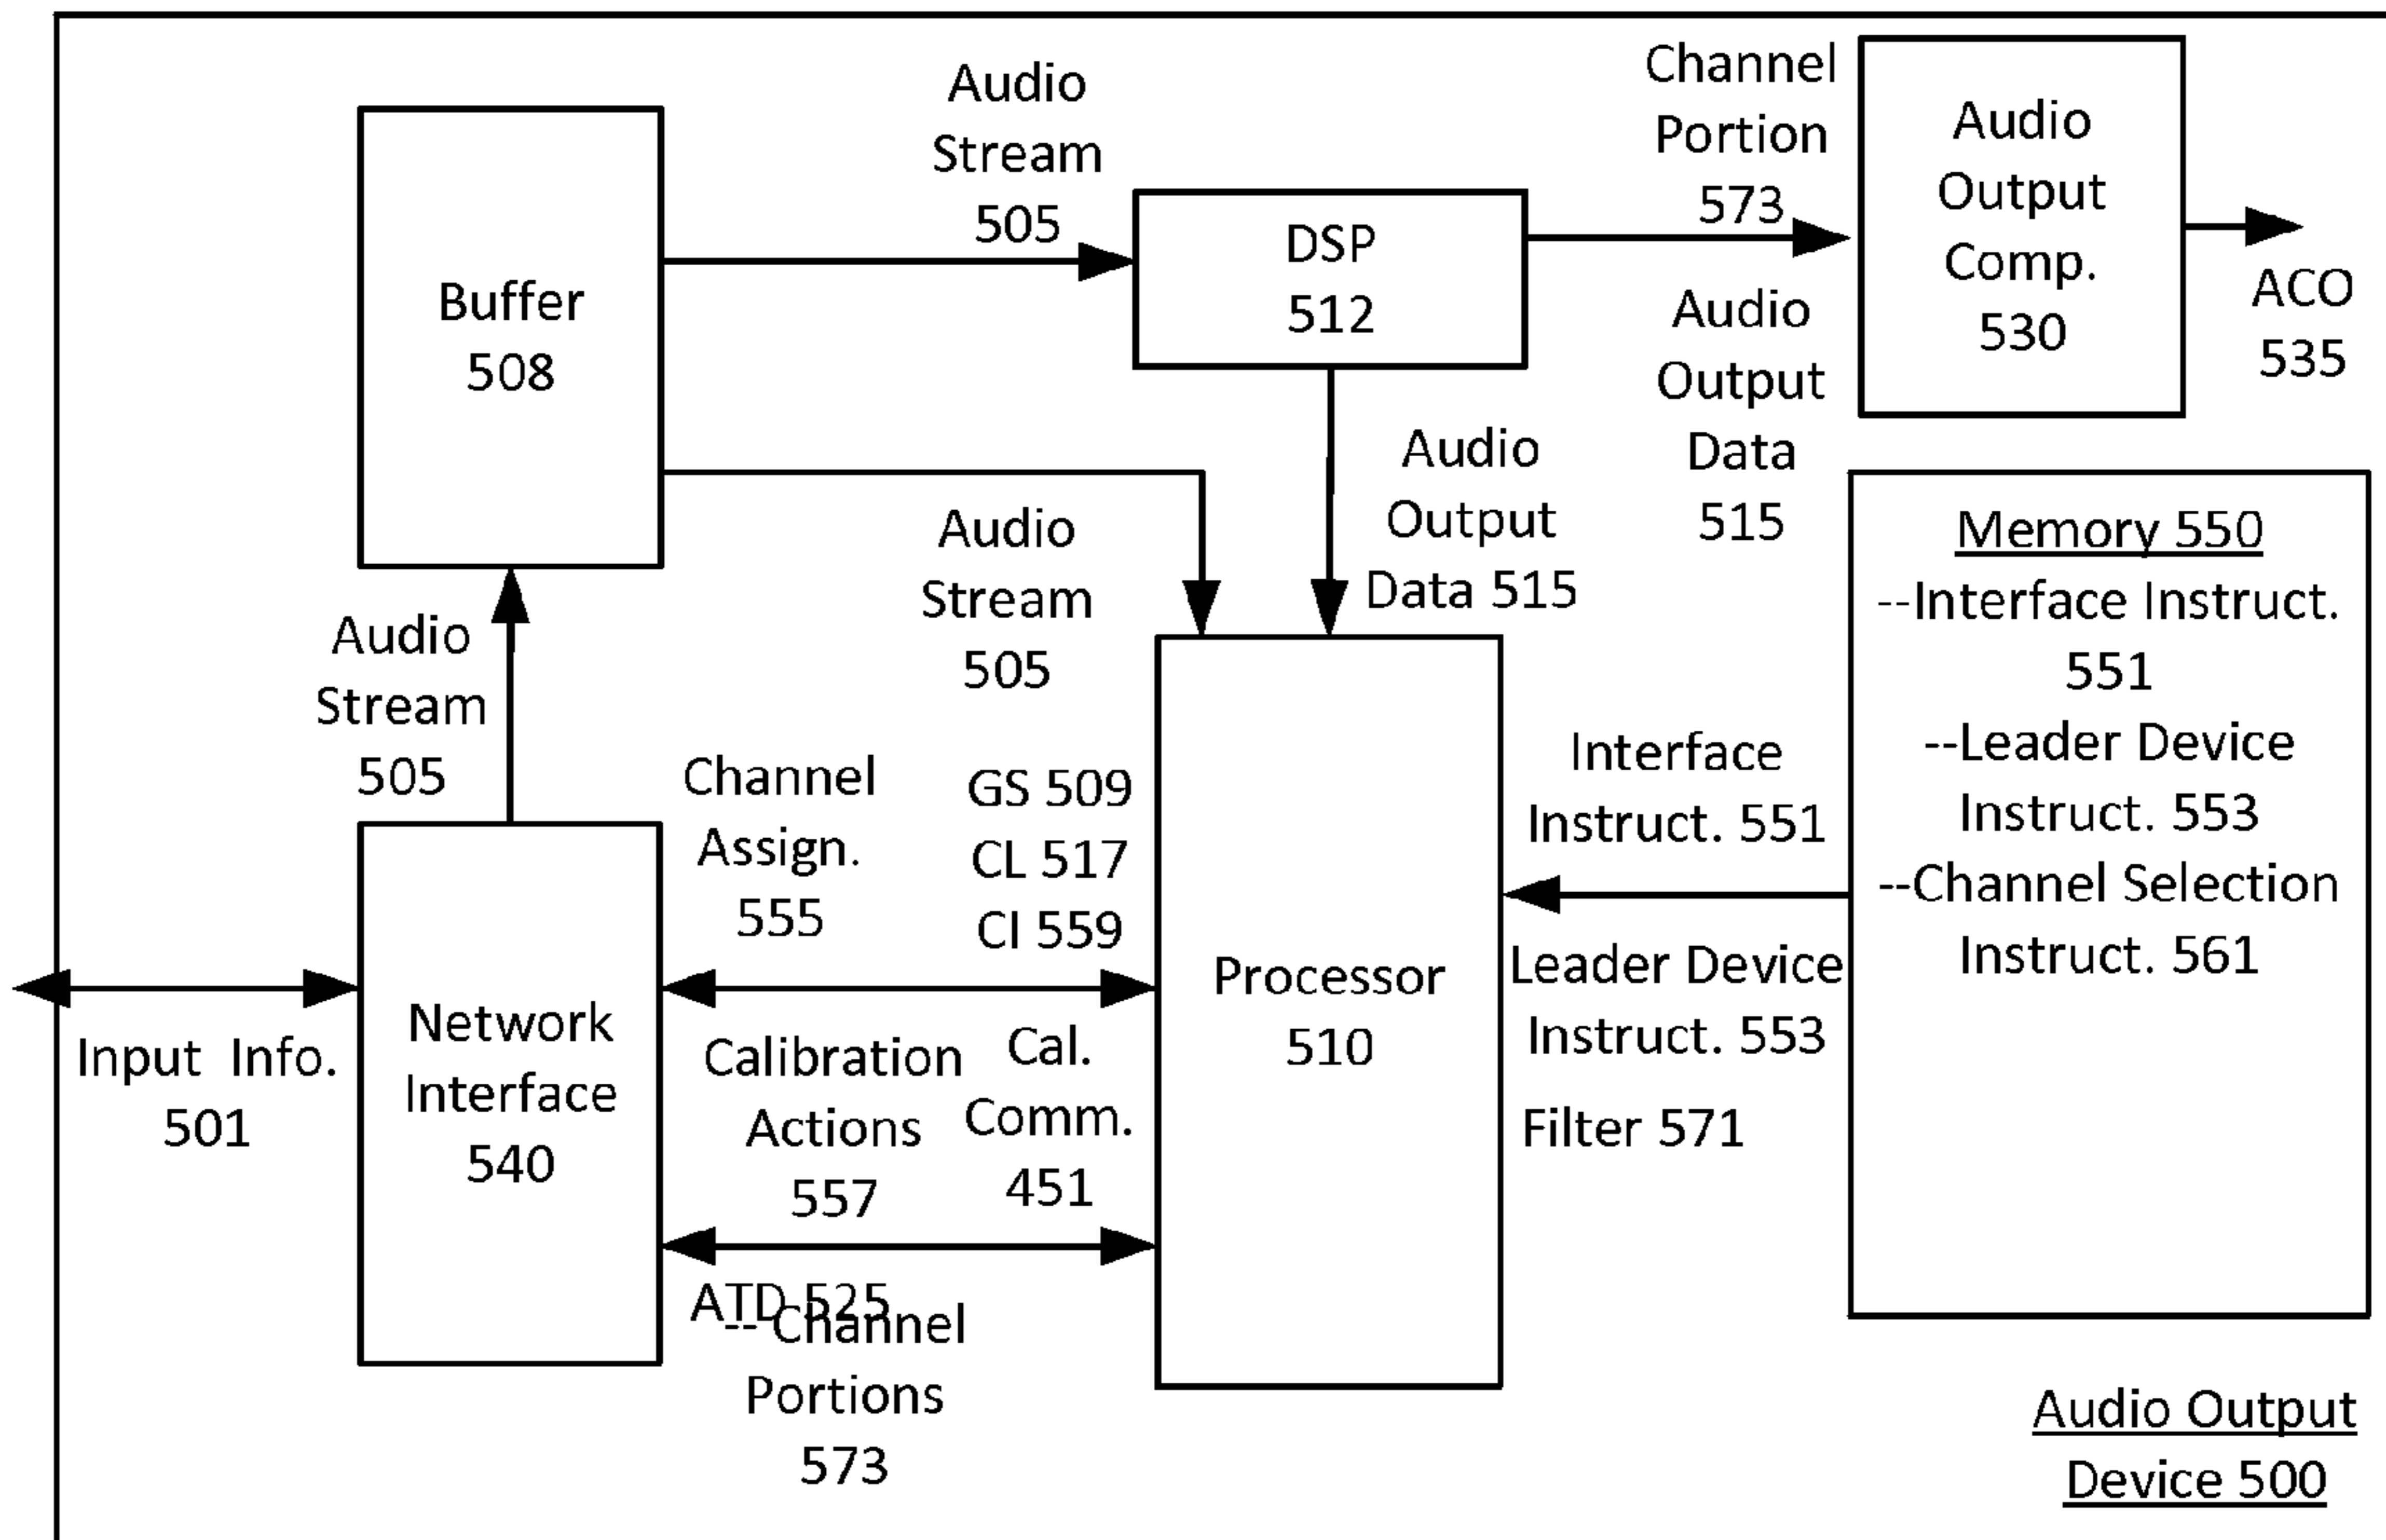 Audio
Stream
505
Channel
Portion
573
Audio
Output
Comp.
530
Buffer
508
DSP
512
ACO
535
Audio
Output
Data
515
Audio
Output
Data 515
Audio
Stream
505
Audio
Stream
505
Memory 550
--Interface Instruct.
551
--Leader Device
Instruct. 553
--Channel Selection
Instruct. 561
Channel
Assign.
555
GS 509
CL 517
CI 559
Interface
Instruct. 551
Leader Device
Instruct. 553
Filter 571
Processor
510
Input Info.
501
Network
Interface
540
Calibration
Actions
557
Cal.
Comm.
451
ATD 525
-- Channel
Portions
573
Audio Output
Device 500